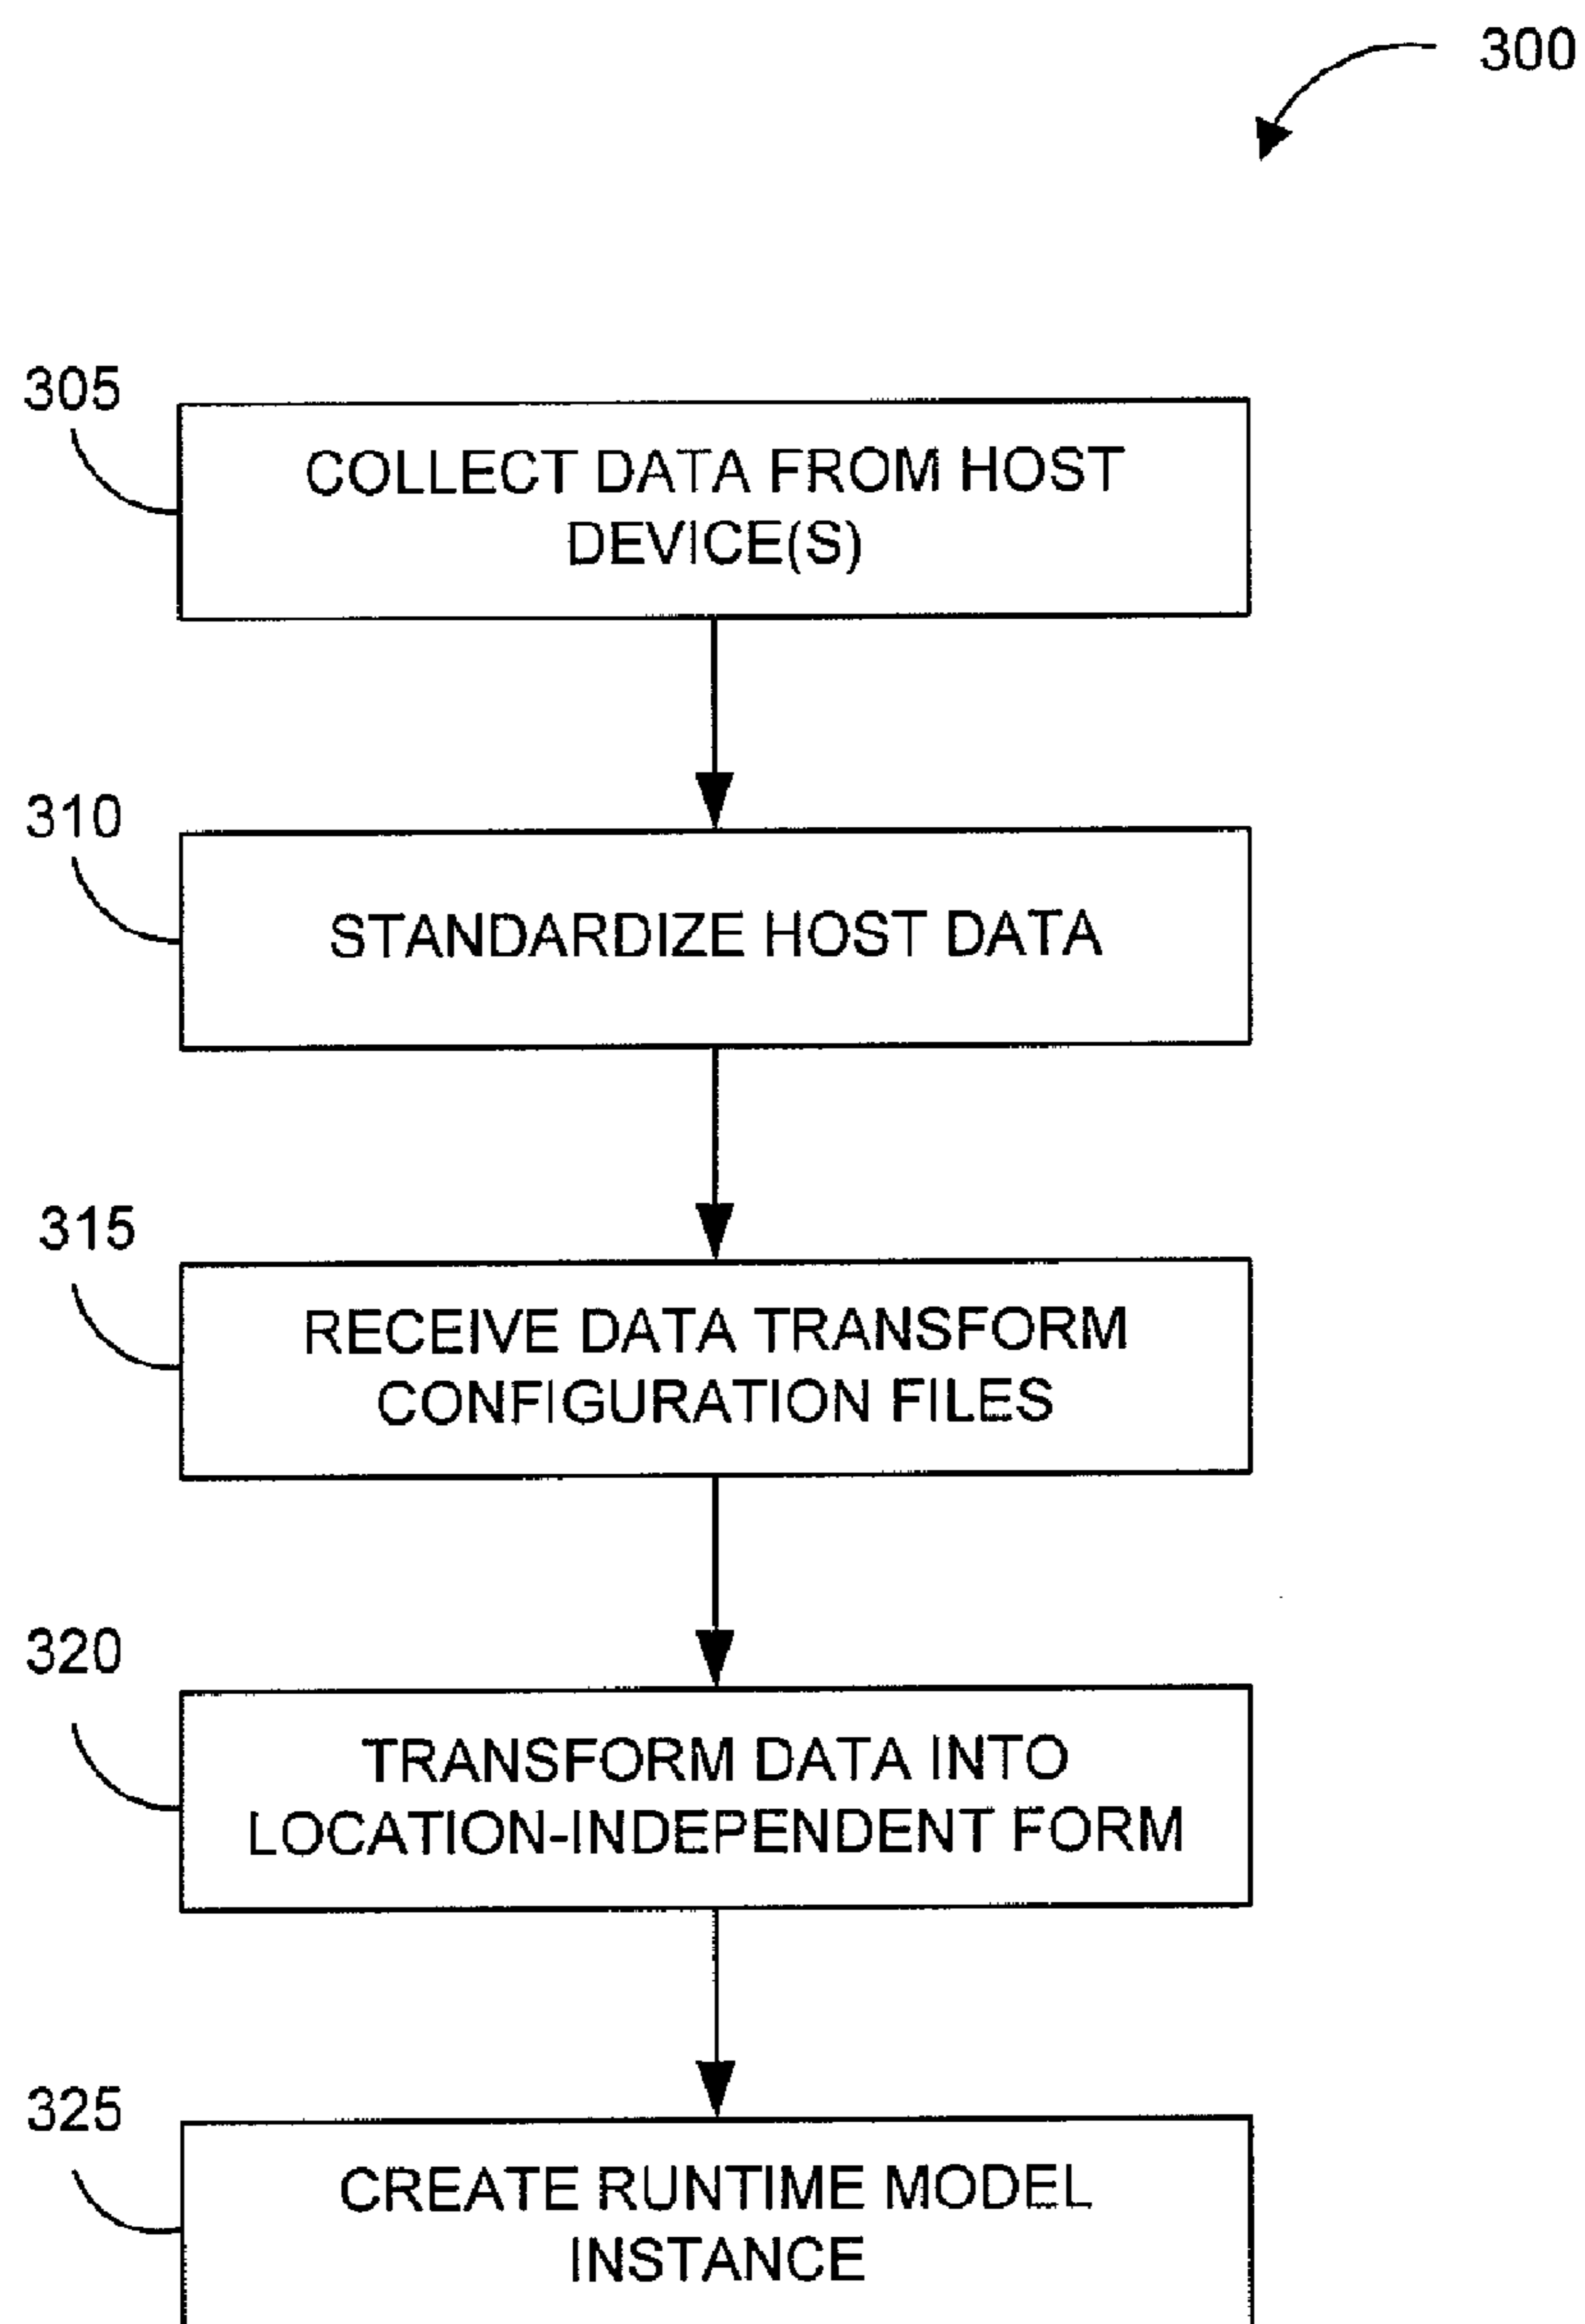 300
305
COLLECT DATA FROM HOST
DEVICE(S)
310
STANDARDIZE HOST DATA
315
RECEIVE DATA TRANSFORM
CONFIGURATION FILES
320
TRANSFORM DATA INTO
LOCATION-INDEPENDENT FORM
325
CREATE RUNTIME MODEL
INSTANCE